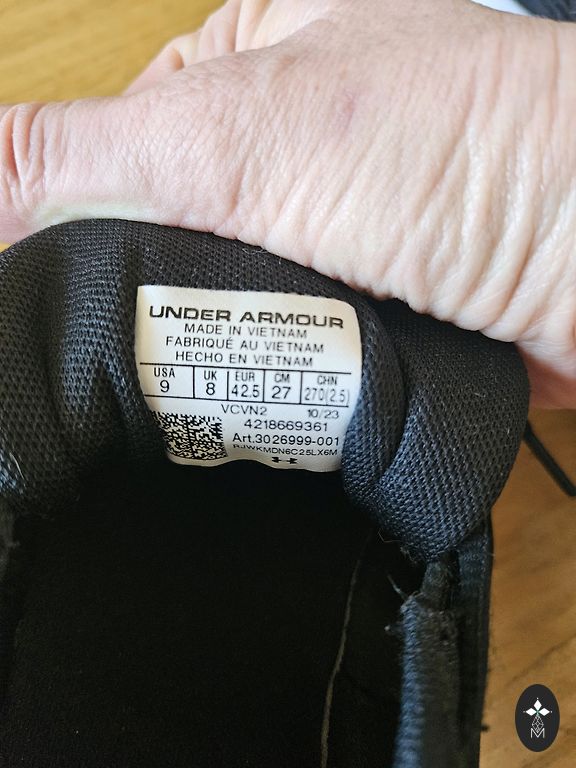 UNDER ARMOUR
MADE IN VIETNAM
FABRIQUÉ AU VIETNAM
HECHO EN VIETNAM
USA UK EUR CM CHN
9 8 42.5 27 270(2.5)
VCVN2 10/23
4218669361
Art.3026999-001
RJWKMDN6C25LX6M
M